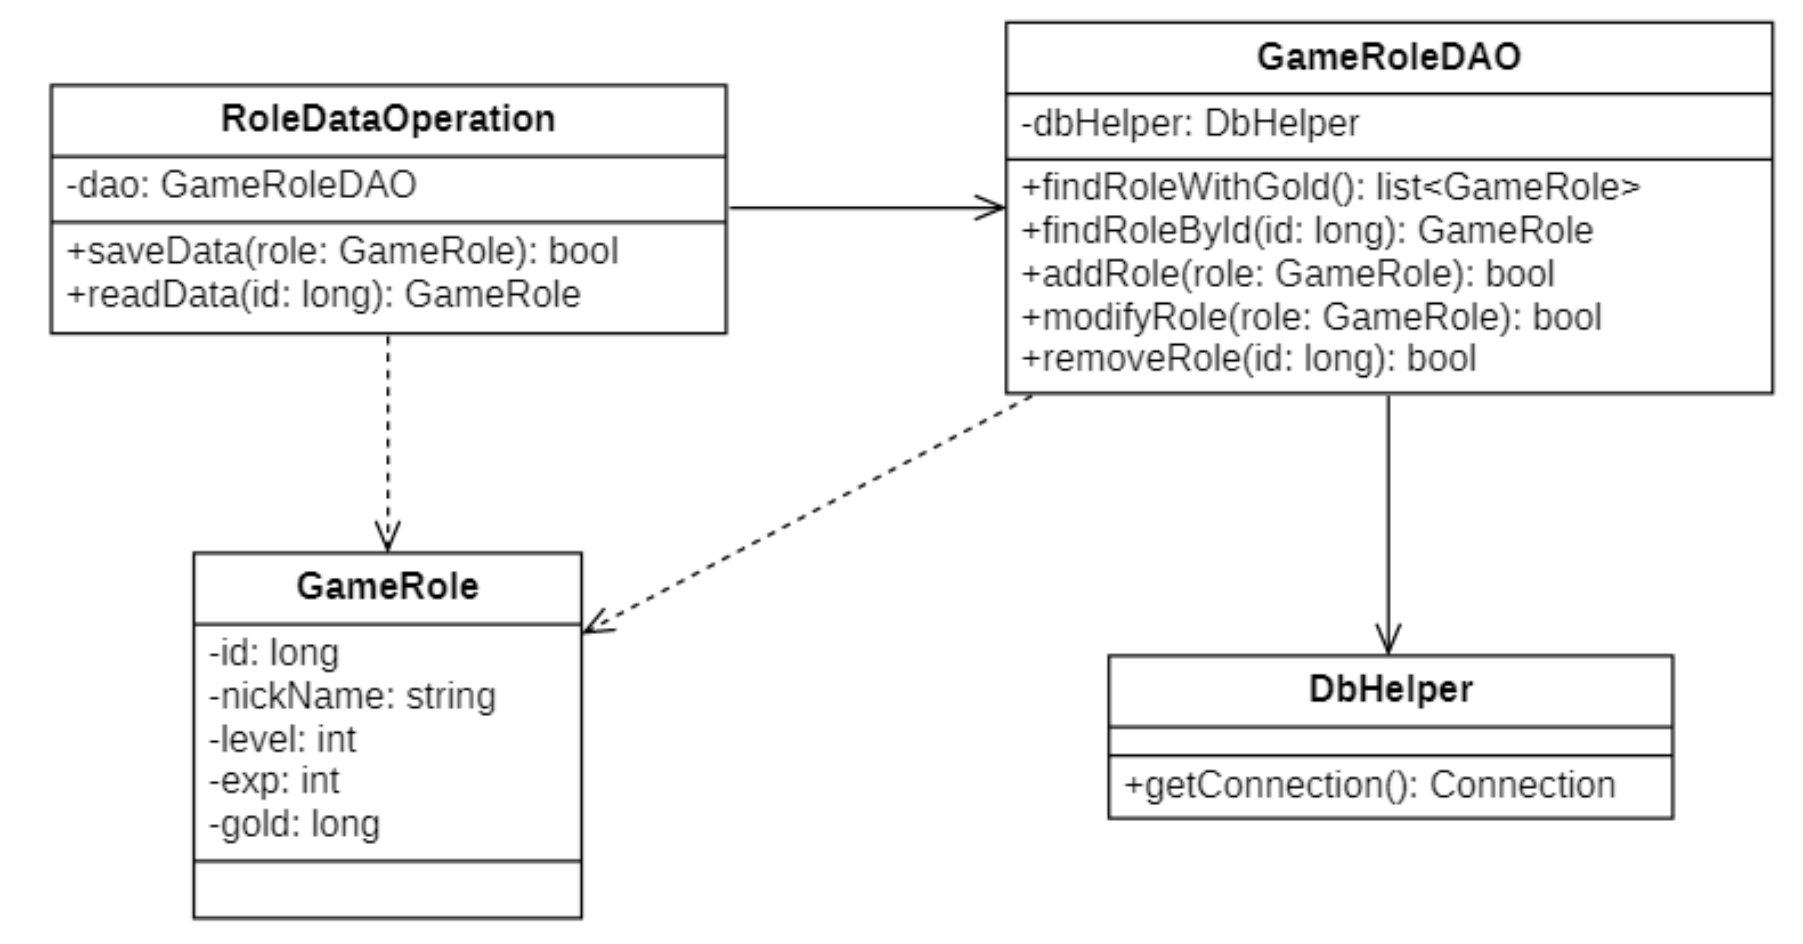 RoleDataOperation
-dao: GameRoleDAO
+saveData(role: GameRole): bool
+readData(id: long): GameRole
GameRoleDAO
-dbHelper: DbHelper
+findRoleWithGold(): list<GameRole>
+findRoleById(id: long): GameRole
+addRole(role: GameRole): bool
+modifyRole(role: GameRole): bool
+removeRole(id: long): bool
GameRole
-id: long
-nickName: string
-level: int
-exp: int
-gold: long
DbHelper
+getConnection(): Connection